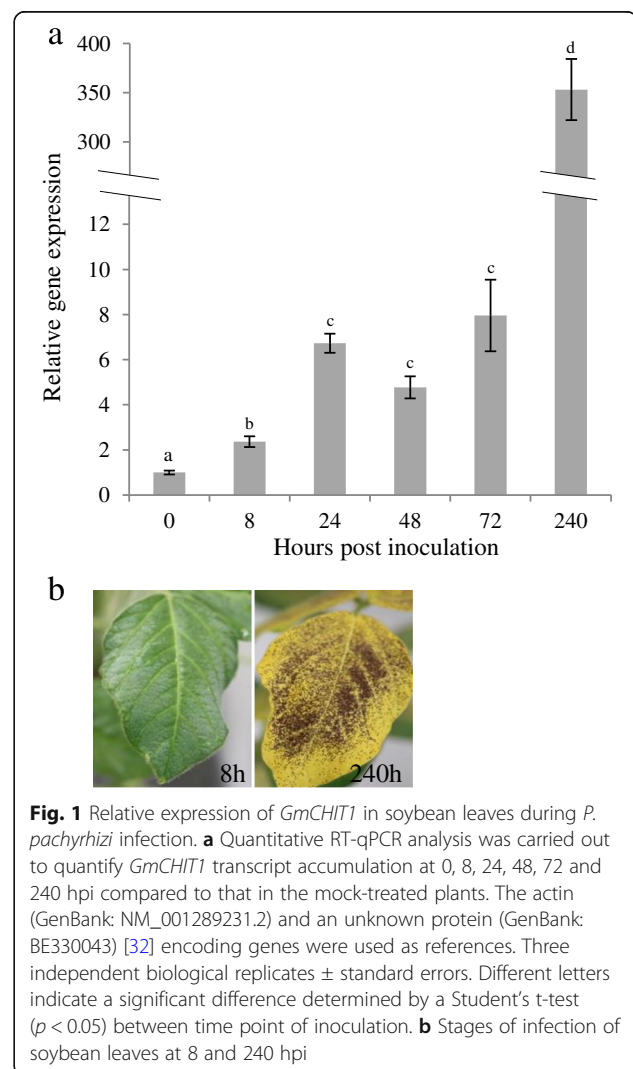 a
400
350
300
12
10
8
6
4
2
0
Relative gene expression
a
b
c
c
c
d
0 8 24 48 72 240
Hours post inoculation
b
8h 240h
Fig. 1 Relative expression of GmCHIT1 in soybean leaves during P.
pachyrhizi infection. a Quantitative RT-qPCR analysis was carried out
to quantify GmCHIT1 transcript accumulation at 0, 8, 24, 48, 72 and
240 hpi compared to that in the mock-treated plants. The actin
(GenBank: NM_001289231.2) and an unknown protein (GenBank:
BE330043) [32] encoding genes were used as references. Three
independent biological replicates ± standard errors. Different letters
indicate a significant difference determined by a Student's t-test
(p < 0.05) between time point of inoculation. b Stages of infection of
soybean leaves at 8 and 240 hpi